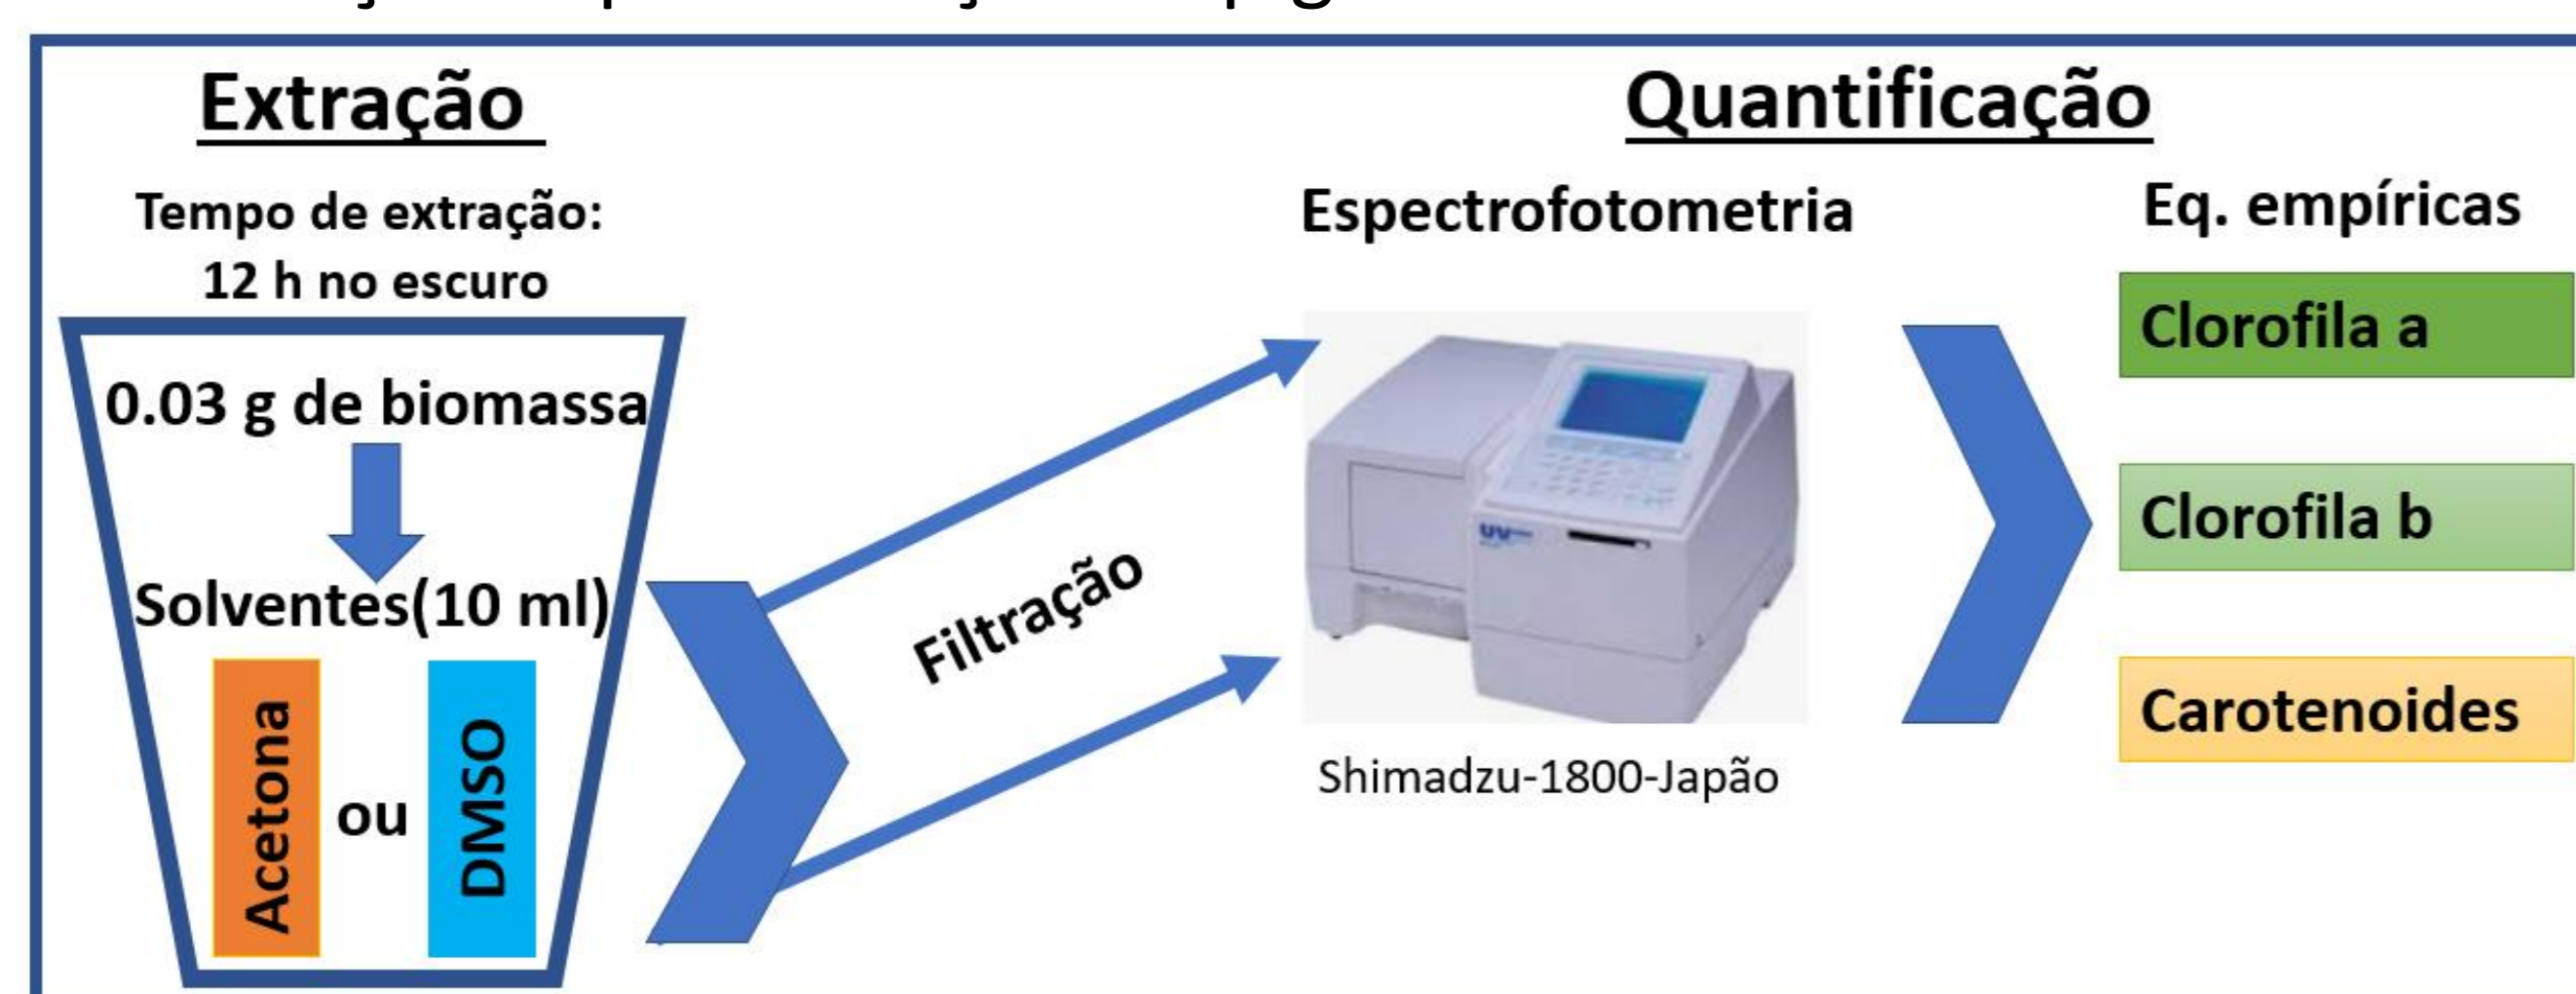 Extração
Tempo de extração:
12 h no escuro
0.03 g de biomassa
Solventes(10 ml)
Acetona
ou
DMSO
Filtração
Quantificação
Espectrofotometria
UV
Shimadzu-1800-Japão
Eq. empíricas
Clorofila a
Clorofila b
Carotenoides